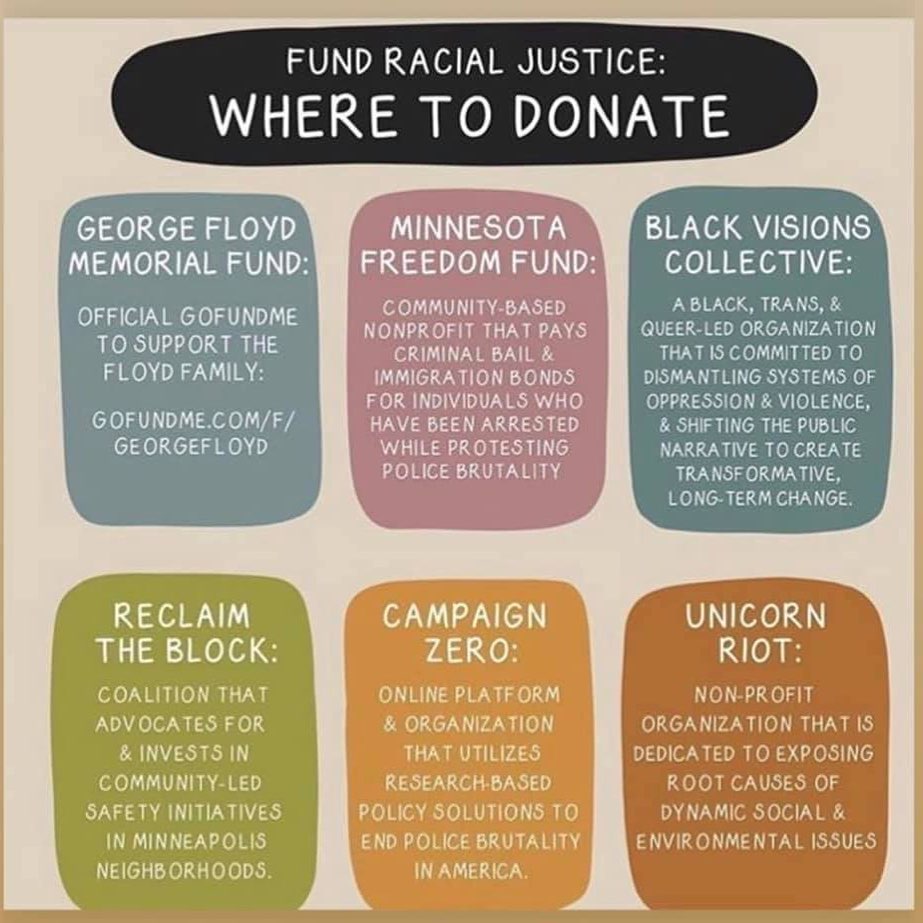 FUND RACIAL JUSTICE:
WHERE TO DONATE
GEORGE FLOYD
MEMORIAL FUND:
OFFICIAL GOFUNDME
TO SUPPORT THE
FLOYD FAMILY:
GOFUNDME.COM/F/
GEORGEFLOYD
MINNESOTA
FREEDOM FUND:
COMMUNITY-BASED
NONPROFIT THAT PAYS
CRIMINAL BAIL &
IMMIGRATION BONDS
FOR INDIVIDUALS WHO
HAVE BEEN ARRESTED
WHILE PROTESTING
POLICE BRUTALITY
BLACK VISIONS
COLLECTIVE:
A BLACK, TRANS, &
QUEER-LED ORGANIZATION
THAT IS COMMITTED TO
DISMANTLING SYSTEMS OF
OPPRESSION & VIOLENCE,
& SHIFTING THE PUBLIC
NARRATIVE TO CREATE
TRANSFORMATIVE,
LONG-TERM CHANGE.
RECLAIM
THE BLOCK:
COALITION THAT
ADVOCATES FOR
& INVESTS IN
COMMUNITY-LED
SAFETY INITIATIVES
IN MINNEAPOLIS
NEIGHBORHOODS.
CAMPAIGN
ZERO:
ONLINE PLATFORM
& ORGANIZATION
THAT UTILIZES
RESEARCH-BASED
POLICY SOLUTIONS TO
END POLICE BRUTALITY
IN AMERICA.
UNICORN
RIOT:
NON-PROFIT
ORGANIZATION THAT IS
DEDICATED TO EXPOSING
ROOT CAUSES OF
DYNAMIC SOCIAL &
ENVIRONMENTAL ISSUES